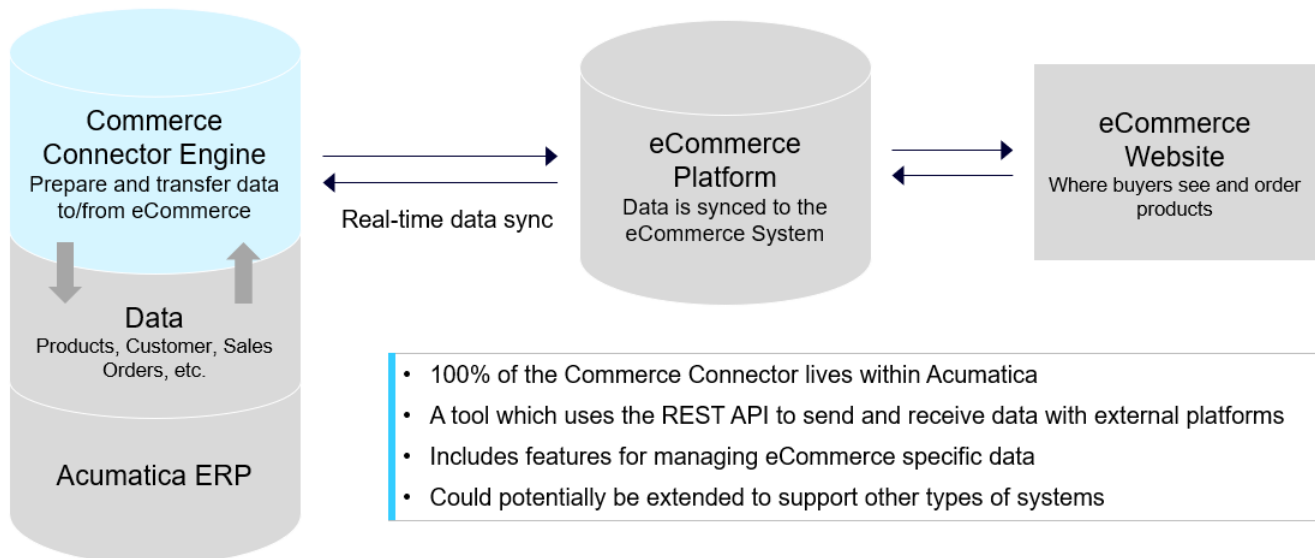 Commerce
Connector Engine
Prepare and transfer data
to/from eCommerce
Data
Products, Customer, Sales
Orders, etc.
Acumatica ERP
Real-time data sync
eCommerce
Platform
Data is synced to the
eCommerce System
eCommerce
Website
Where buyers see and order
products
• 100% of the Commerce Connector lives within Acumatica
• A tool which uses the REST API to send and receive data with external platforms
• Includes features for managing eCommerce specific data
• Could potentially be extended to support other types of systems